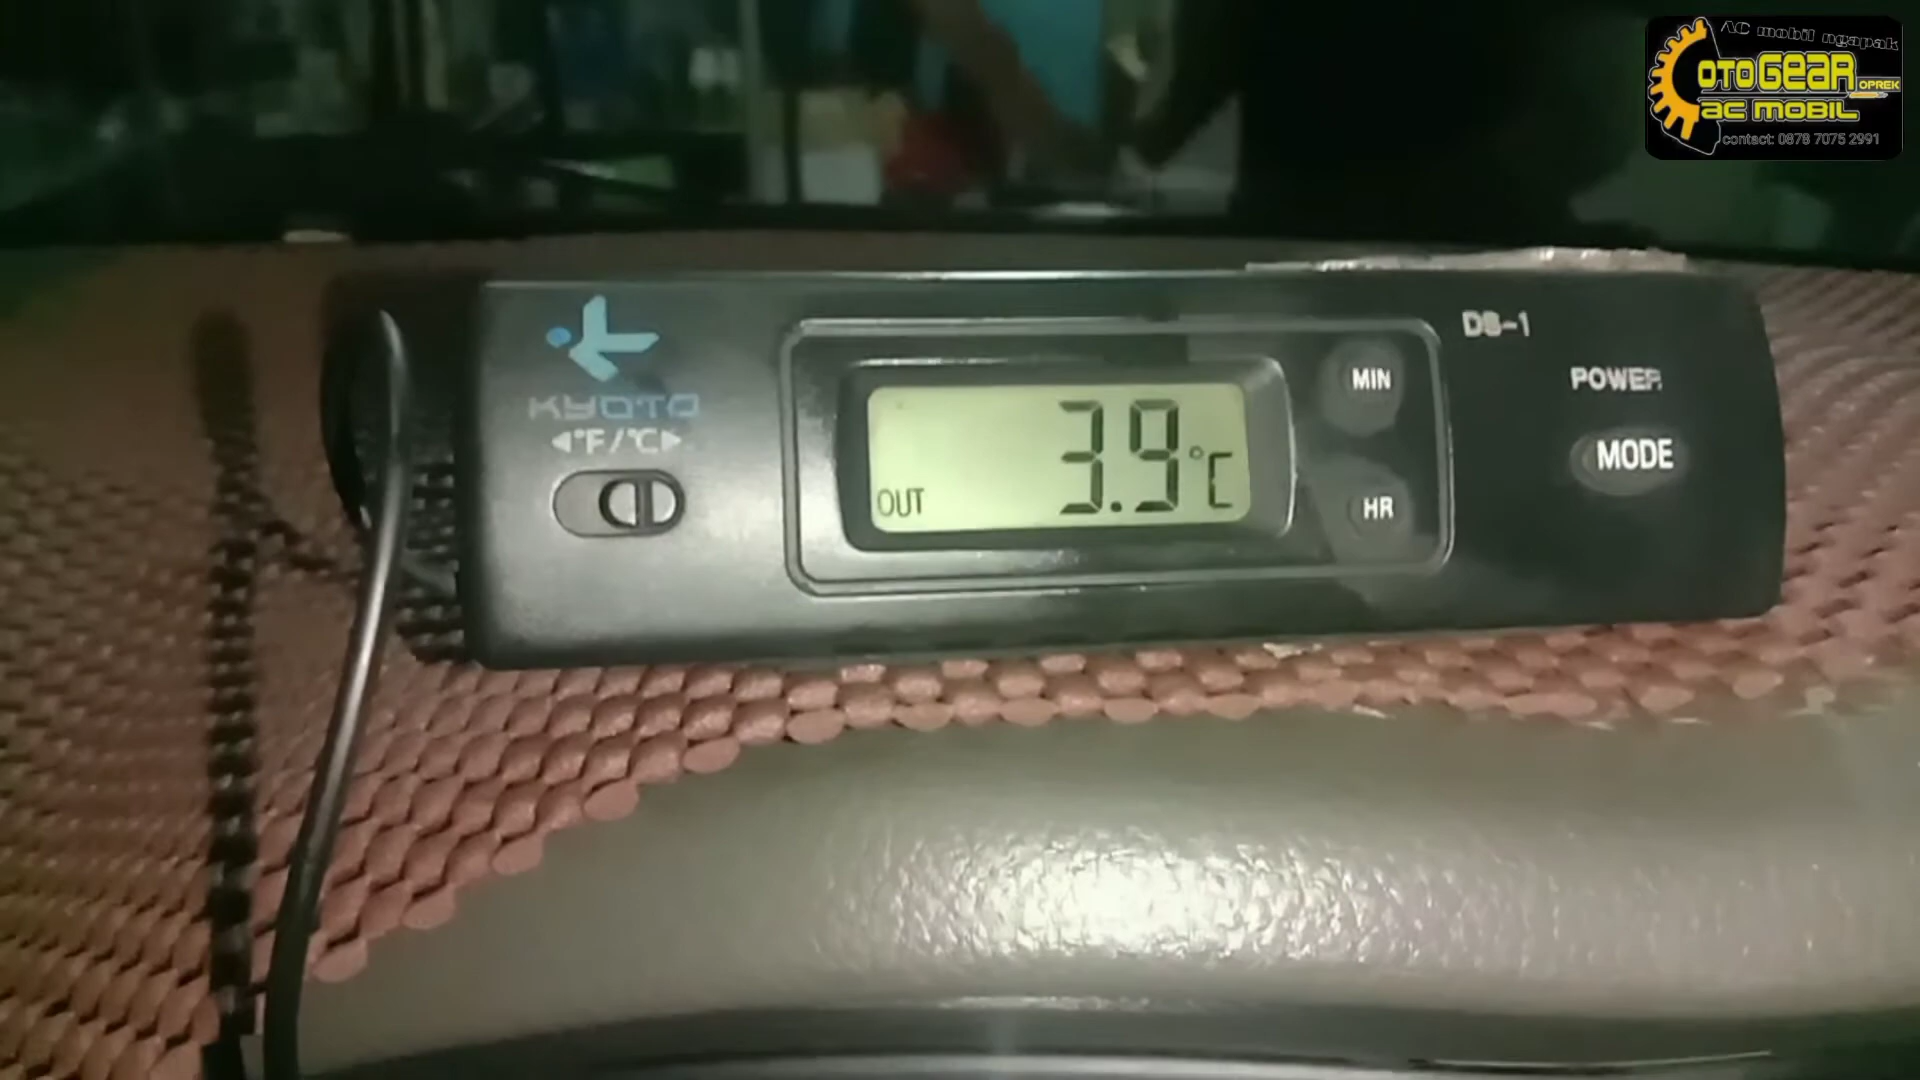 AC mobil ngapak
OTOGEAR
OPREK
AC MOBIL
contact: 0878 7075 2991
KYOTO
◀°F/°C▶
OUT
3.9°C
MIN
HR
DS-1
POWER
MODE